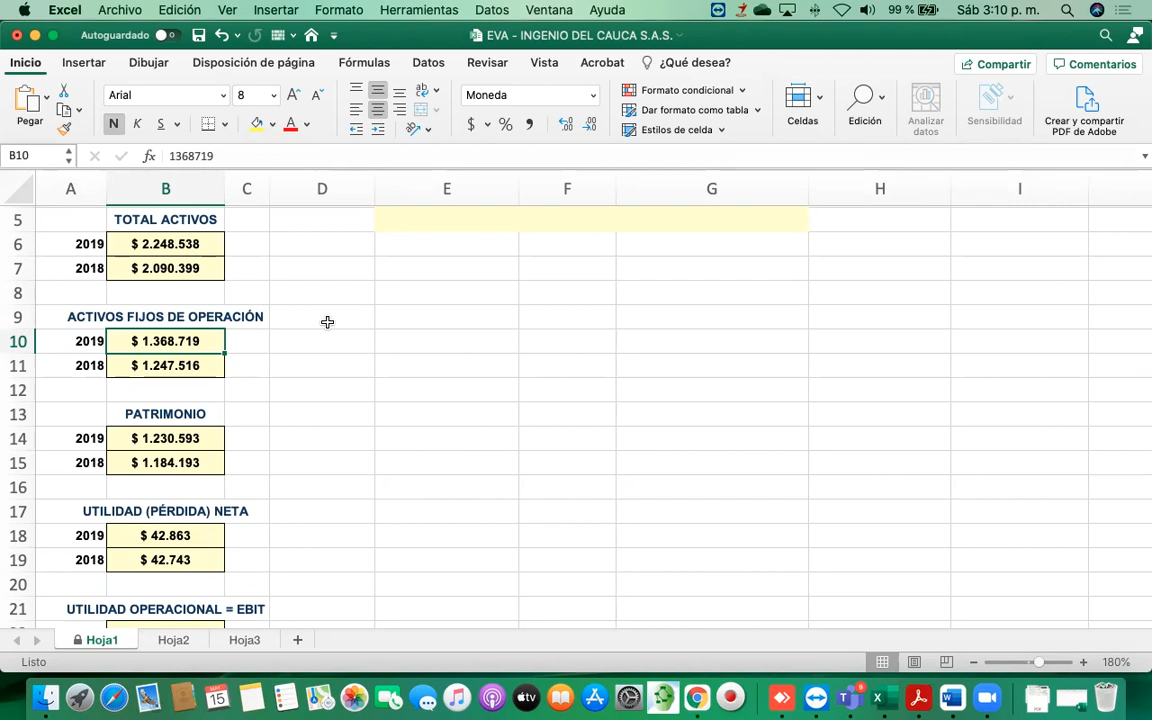 Excel Archivo Edición Ver Insertar Formato Herramientas Datos Ventana Ayuda 99 % Sáb 3:10 p. m.
Autoguardado EVA - INGENIO DEL CAUCA S.A.S.
Inicio Insertar Dibujar Disposición de página Fórmulas Datos Revisar Vista Acrobat ¿Qué desea? Compartir Comentarios
Pegar Arial 8 Moneda Formato condicional Dar formato como tabla Estilos de celda Celdas Edición Analizar datos Sensibilidad Crear y compartir PDF de Adobe
N K S $ % 
B10 fx 1368719
A B C D E F G H I
5 TOTAL ACTIVOS
6 2019 $ 2.248.538
7 2018 $ 2.090.399
8
9 ACTIVOS FIJOS DE OPERACIÓN
10 2019 $ 1.368.719
11 2018 $ 1.247.516
12
13 PATRIMONIO
14 2019 $ 1.230.593
15 2018 $ 1.184.193
16
17 UTILIDAD (PÉRDIDA) NETA
18 2019 $ 42.863
19 2018 $ 42.743
20
21 UTILIDAD OPERACIONAL = EBIT
Hoja1 Hoja2 Hoja3
Listo 180%
MAY 15 tv